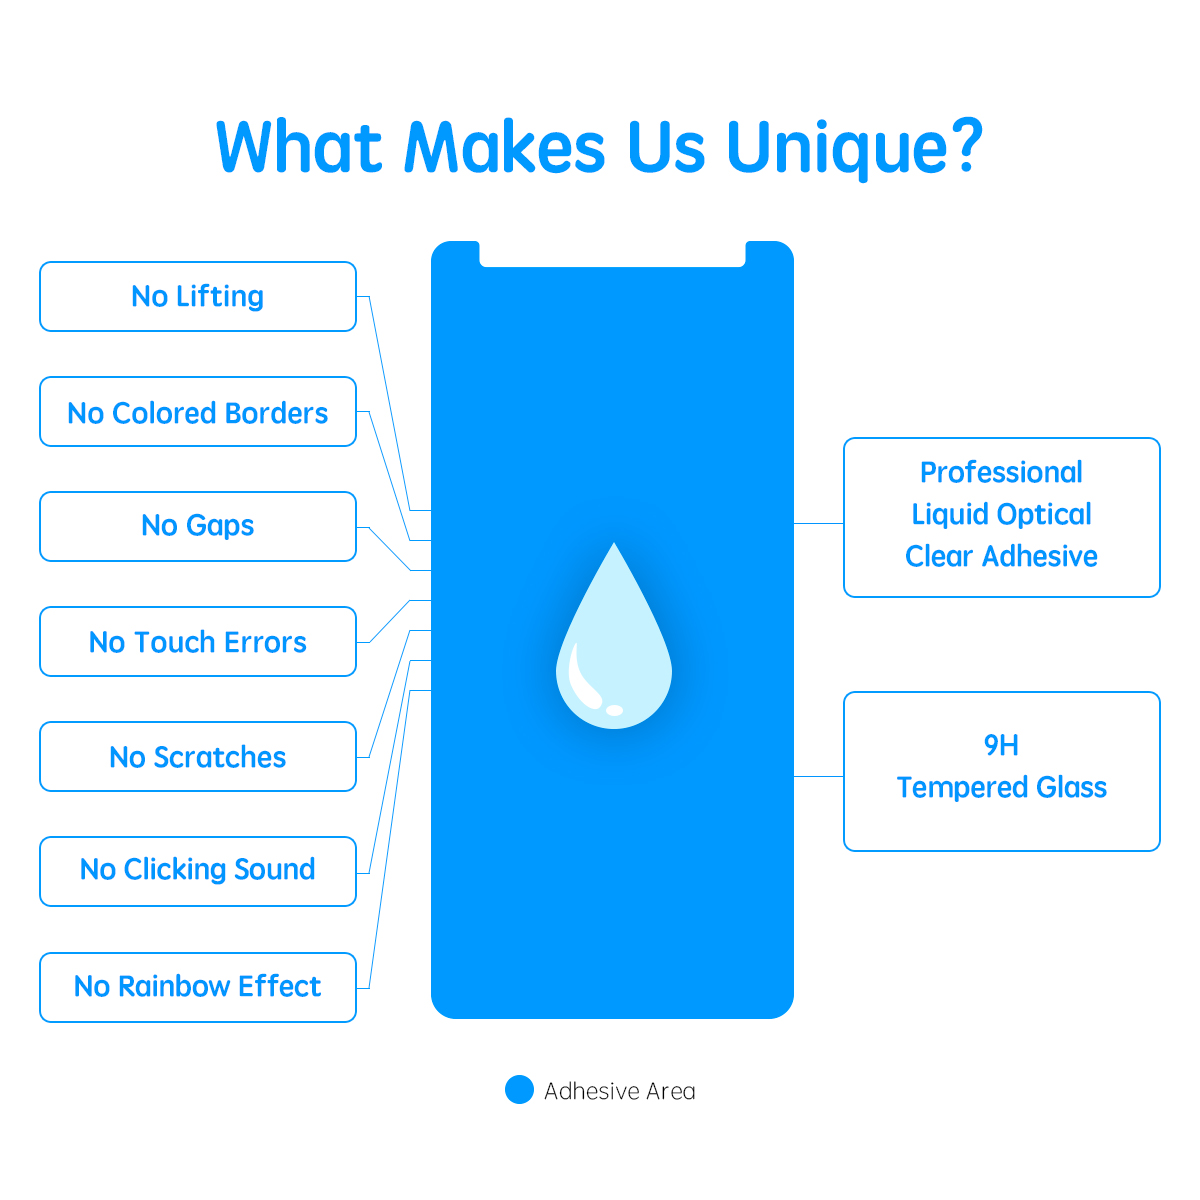 What Makes Us Unique?
No Lifting
No Colored Borders
No Gaps
No Touch Errors
No Scratches
No Clicking Sound
No Rainbow Effect
Professional
Liquid Optical
Clear Adhesive
9H
Tempered Glass
Adhesive Area